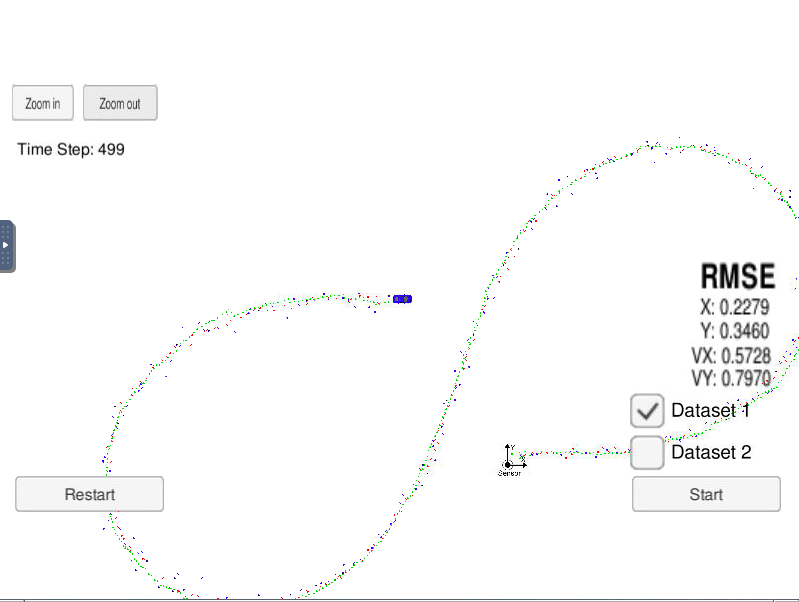 Zoom in
Zoom out
Time Step: 499
RMSE
X: 0.2279
Y: 0.3460
VX: 0.5728
VY: 0.7970
Dataset 1
Dataset 2
Y
X
Sensor
Restart
Start